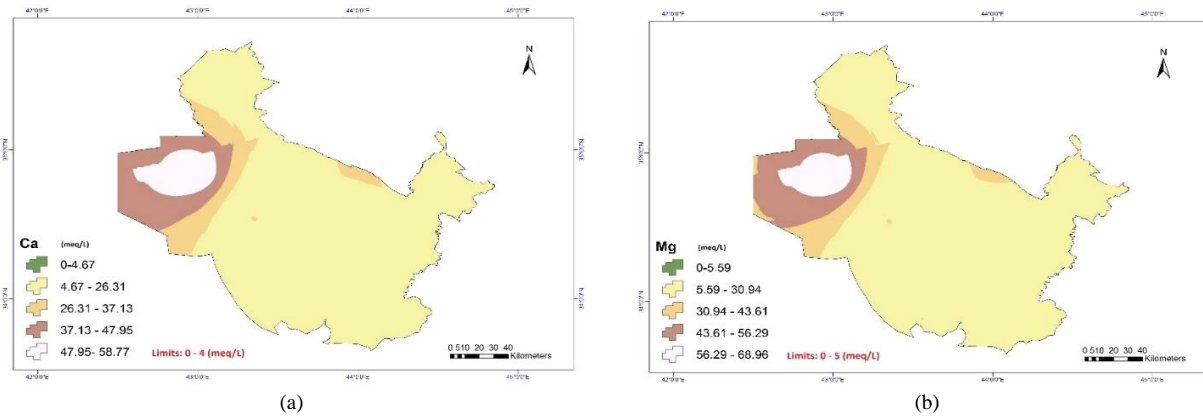 42°0'0"E 43°0'0"E 44°0'0"E 45°0'0"E
N
Ca (meq/L)
0-4.67
4.67 - 26.31
26.31 - 37.13
37.13 - 47.95
47.95- 58.77
Limits: 0 - 4 (meq/L)
0 510 20 30 40
Kilometers
42°0'0"E 43°0'0"E 44°0'0"E 45°0'0"E
(a)
42°0'0"E 43°0'0"E 44°0'0"E 45°0'0"E
N
Mg (meq/L)
0-5.59
5.59 - 30.94
30.94 - 43.61
43.61 - 56.29
56.29 - 68.96
Limits: 0 - 5 (meq/L)
0 510 20 30 40
Kilometers
42°0'0"E 43°0'0"E 44°0'0"E 45°0'0"E
(b)